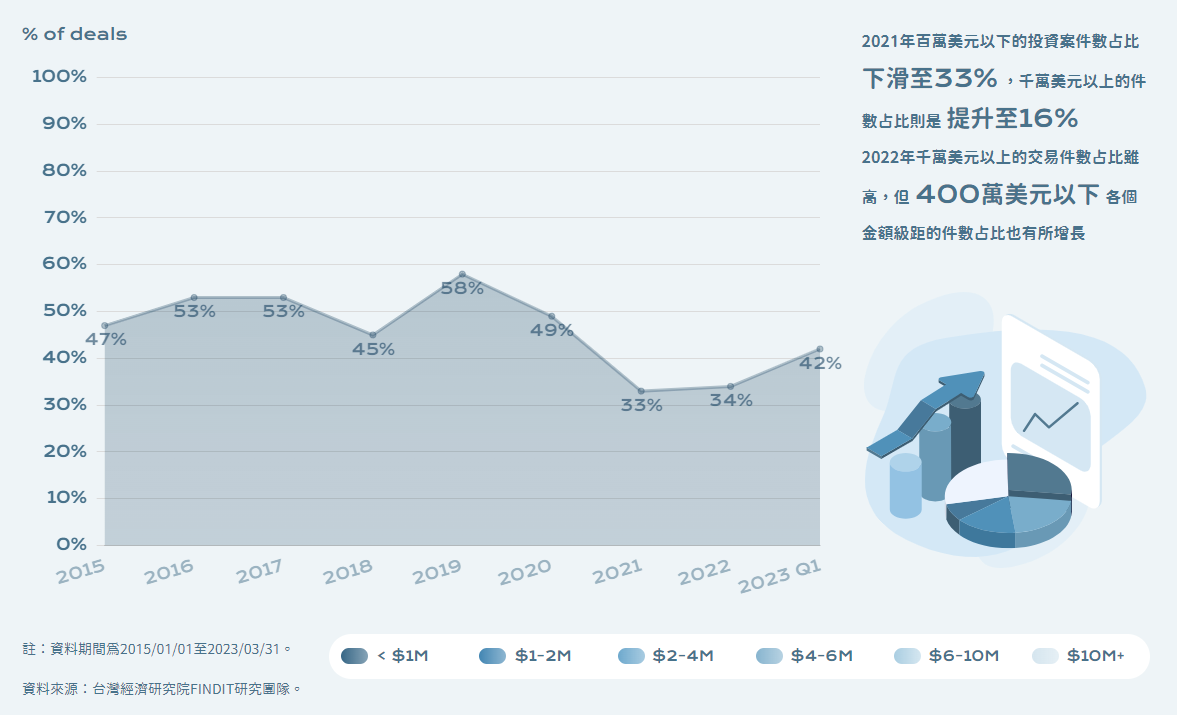 % of deals
100%
90%
80%
70%
60%
50%
40%
30%
20%
10%
0%
47%
53%
53%
45%
58%
49%
33%
34%
42%
2015
2016
2017
2018
2019
2020
2021
2022
2023 Q1
2021年百萬美元以下的投資案件數占比
下滑至33%，千萬美元以上的件
數占比則是 提升至16%
2022年千萬美元以上的交易件數占比雖
高，但 400萬美元以下 各個
金額級距的件數占比也有所增長
註：資料期間為2015/01/01至2023/03/31。
資料來源：台灣經濟研究院FINDIT研究團隊。
< $1M
$1-2M
$2-4M
$4-6M
$6-10M
$10M+